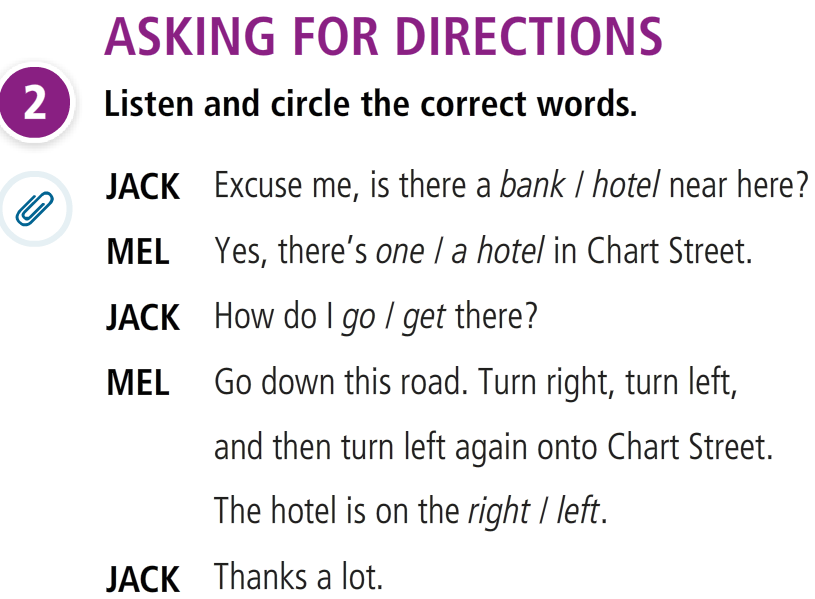 ASKING FOR DIRECTIONS
2 Listen and circle the correct words.
JACK Excuse me, is there a bank / hotel near here?
MEL Yes, there's one / a hotel in Chart Street.
JACK How do I go / get there?
MEL Go down this road. Turn right, turn left,
and then turn left again onto Chart Street.
The hotel is on the right / left.
JACK Thanks a lot.